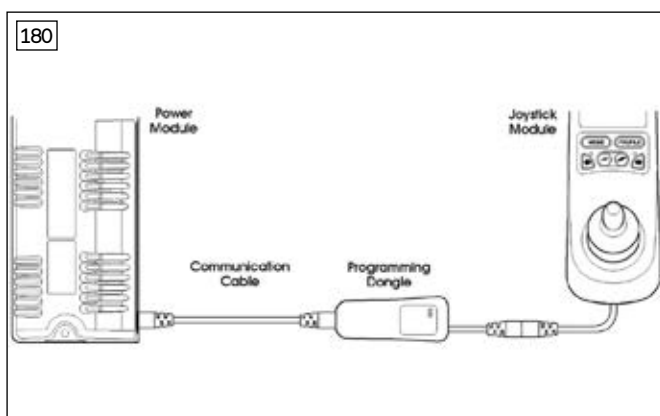 180
Power
Module
Joystick
Module
MODE
PROFILE
Communication
Cable
Programming
Dongle